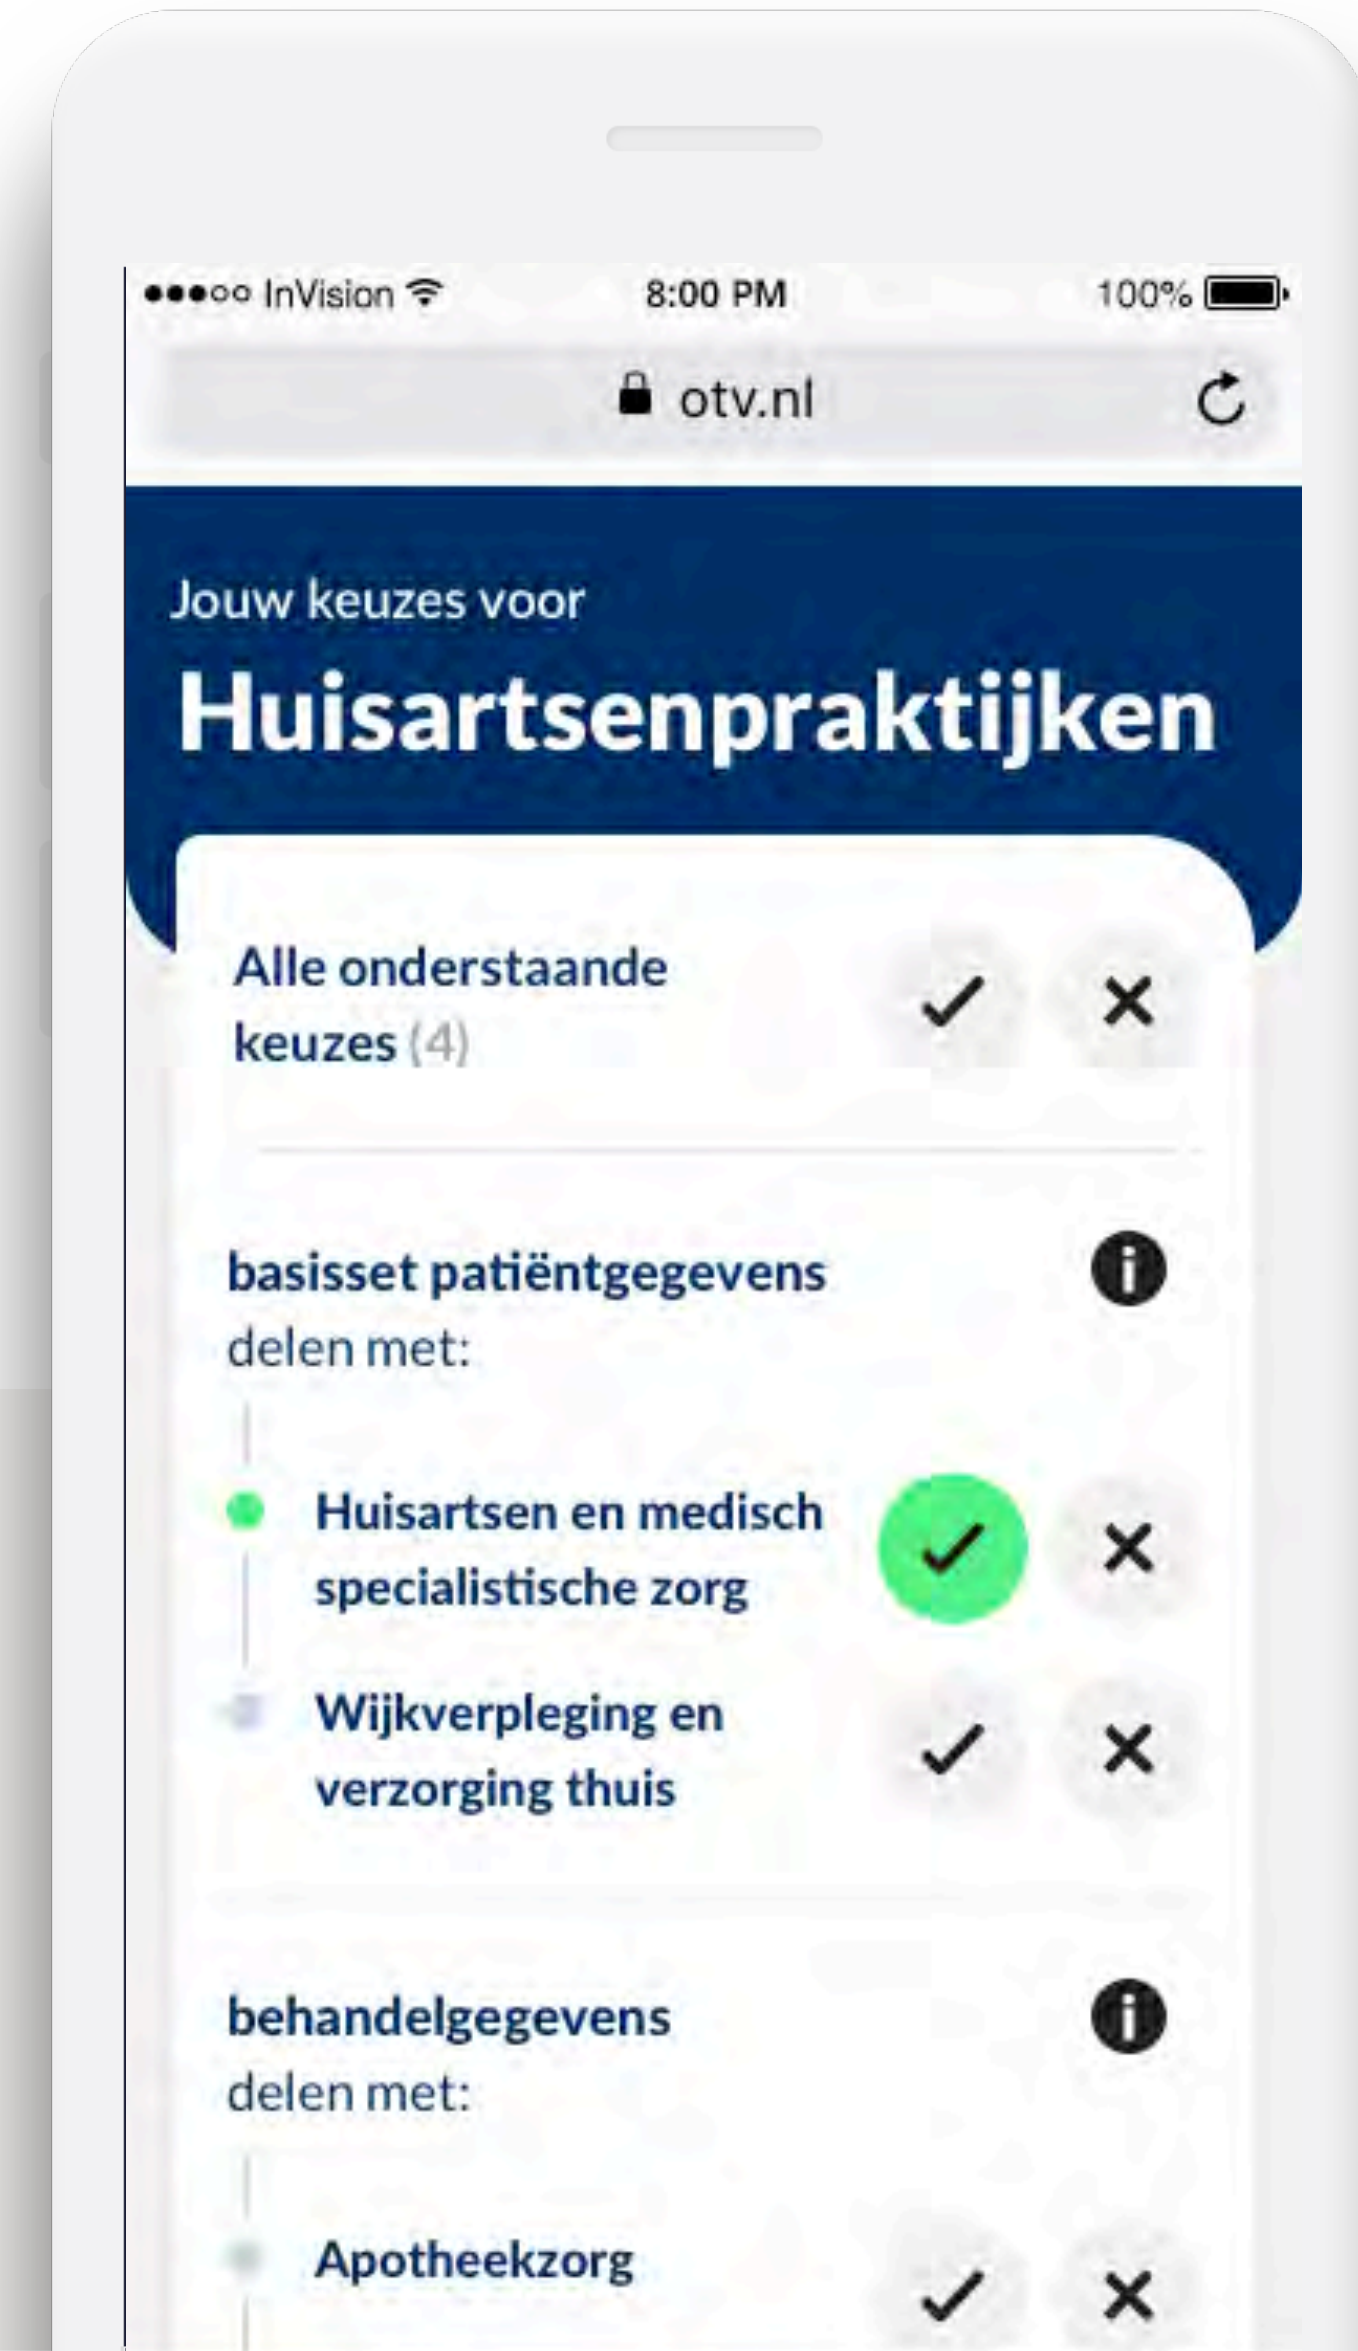 InVision 8:00 PM 100%
otv.nl
Jouw keuzes voor
Huisartsenpraktijken
Alle onderstaande
keuzes (4)
basisset patiëntgegevens
delen met:
Huisartsen en medisch
specialistische zorg
Wijkverpleging en
verzorging thuis
behandelgegevens
delen met:
Apotheekzorg